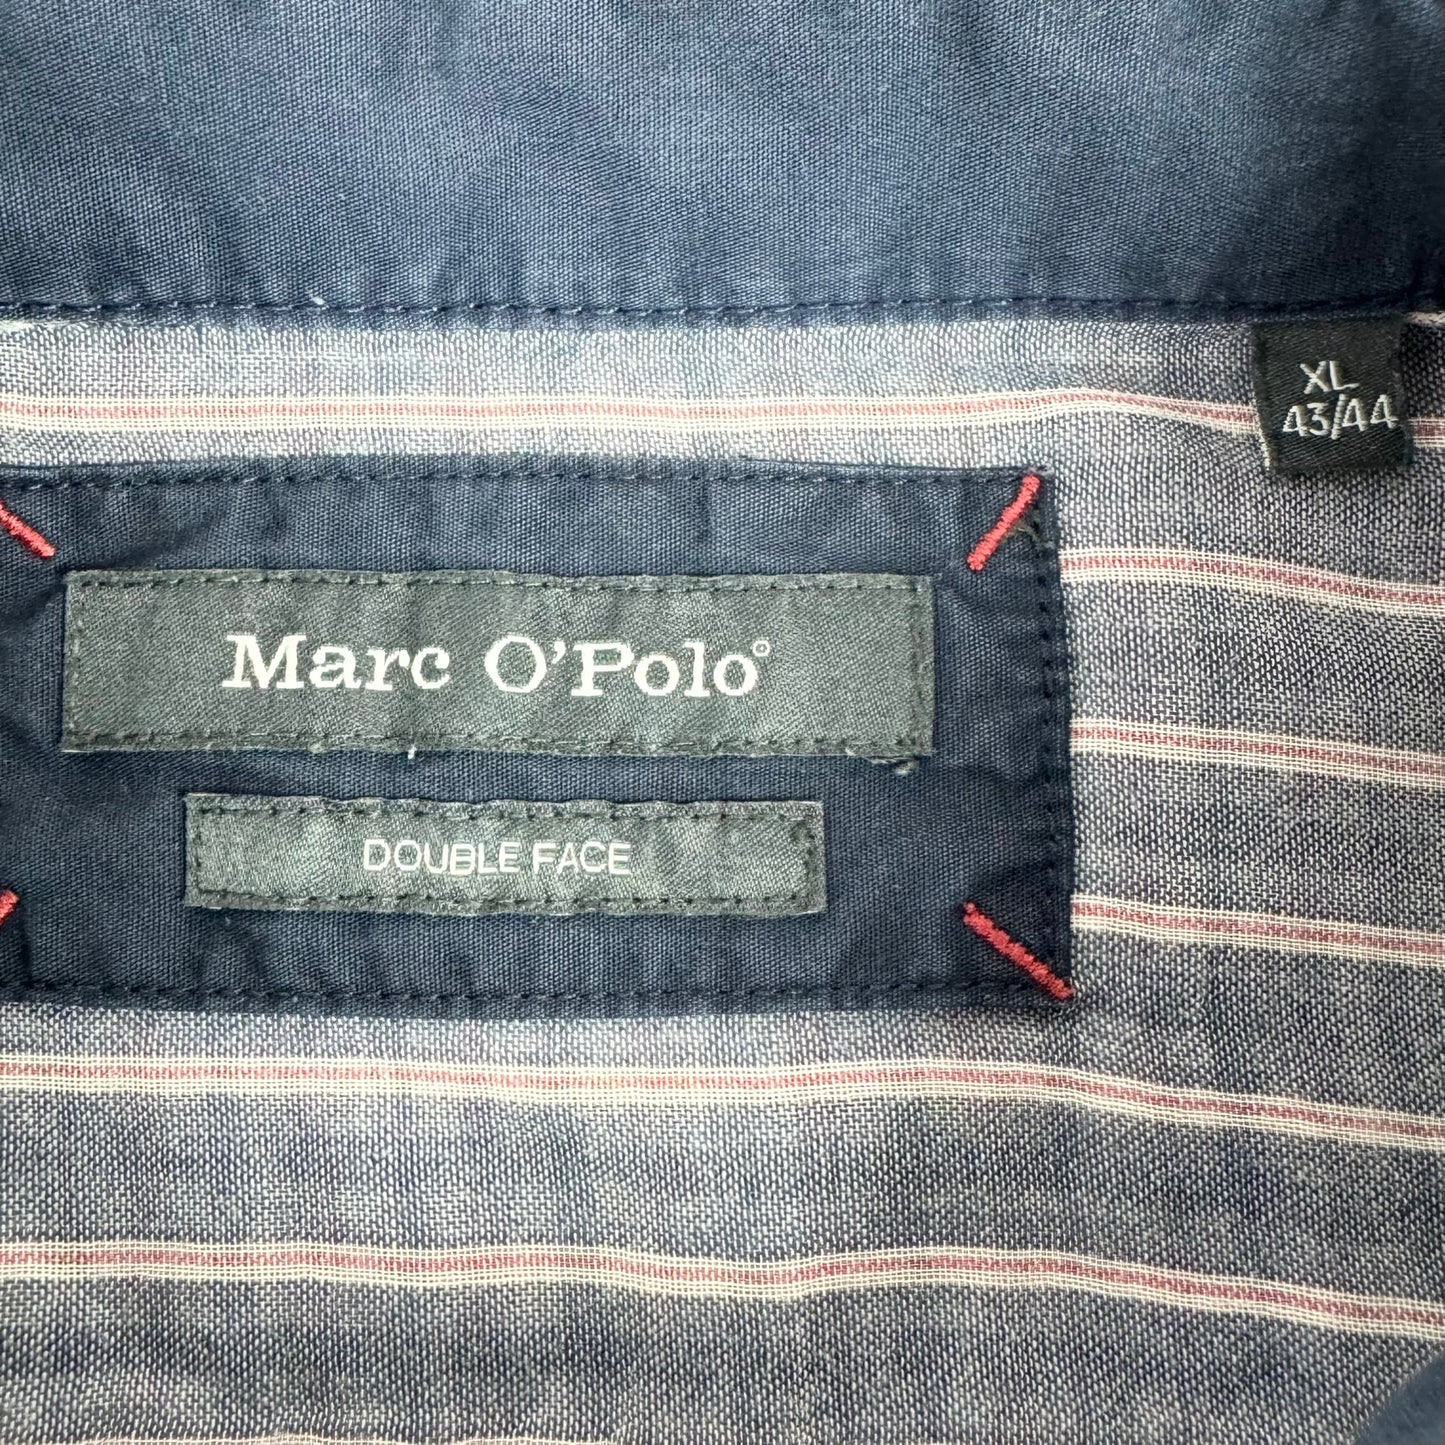 XL
43/44
Marc O'Polo°
DOUBLE FACE